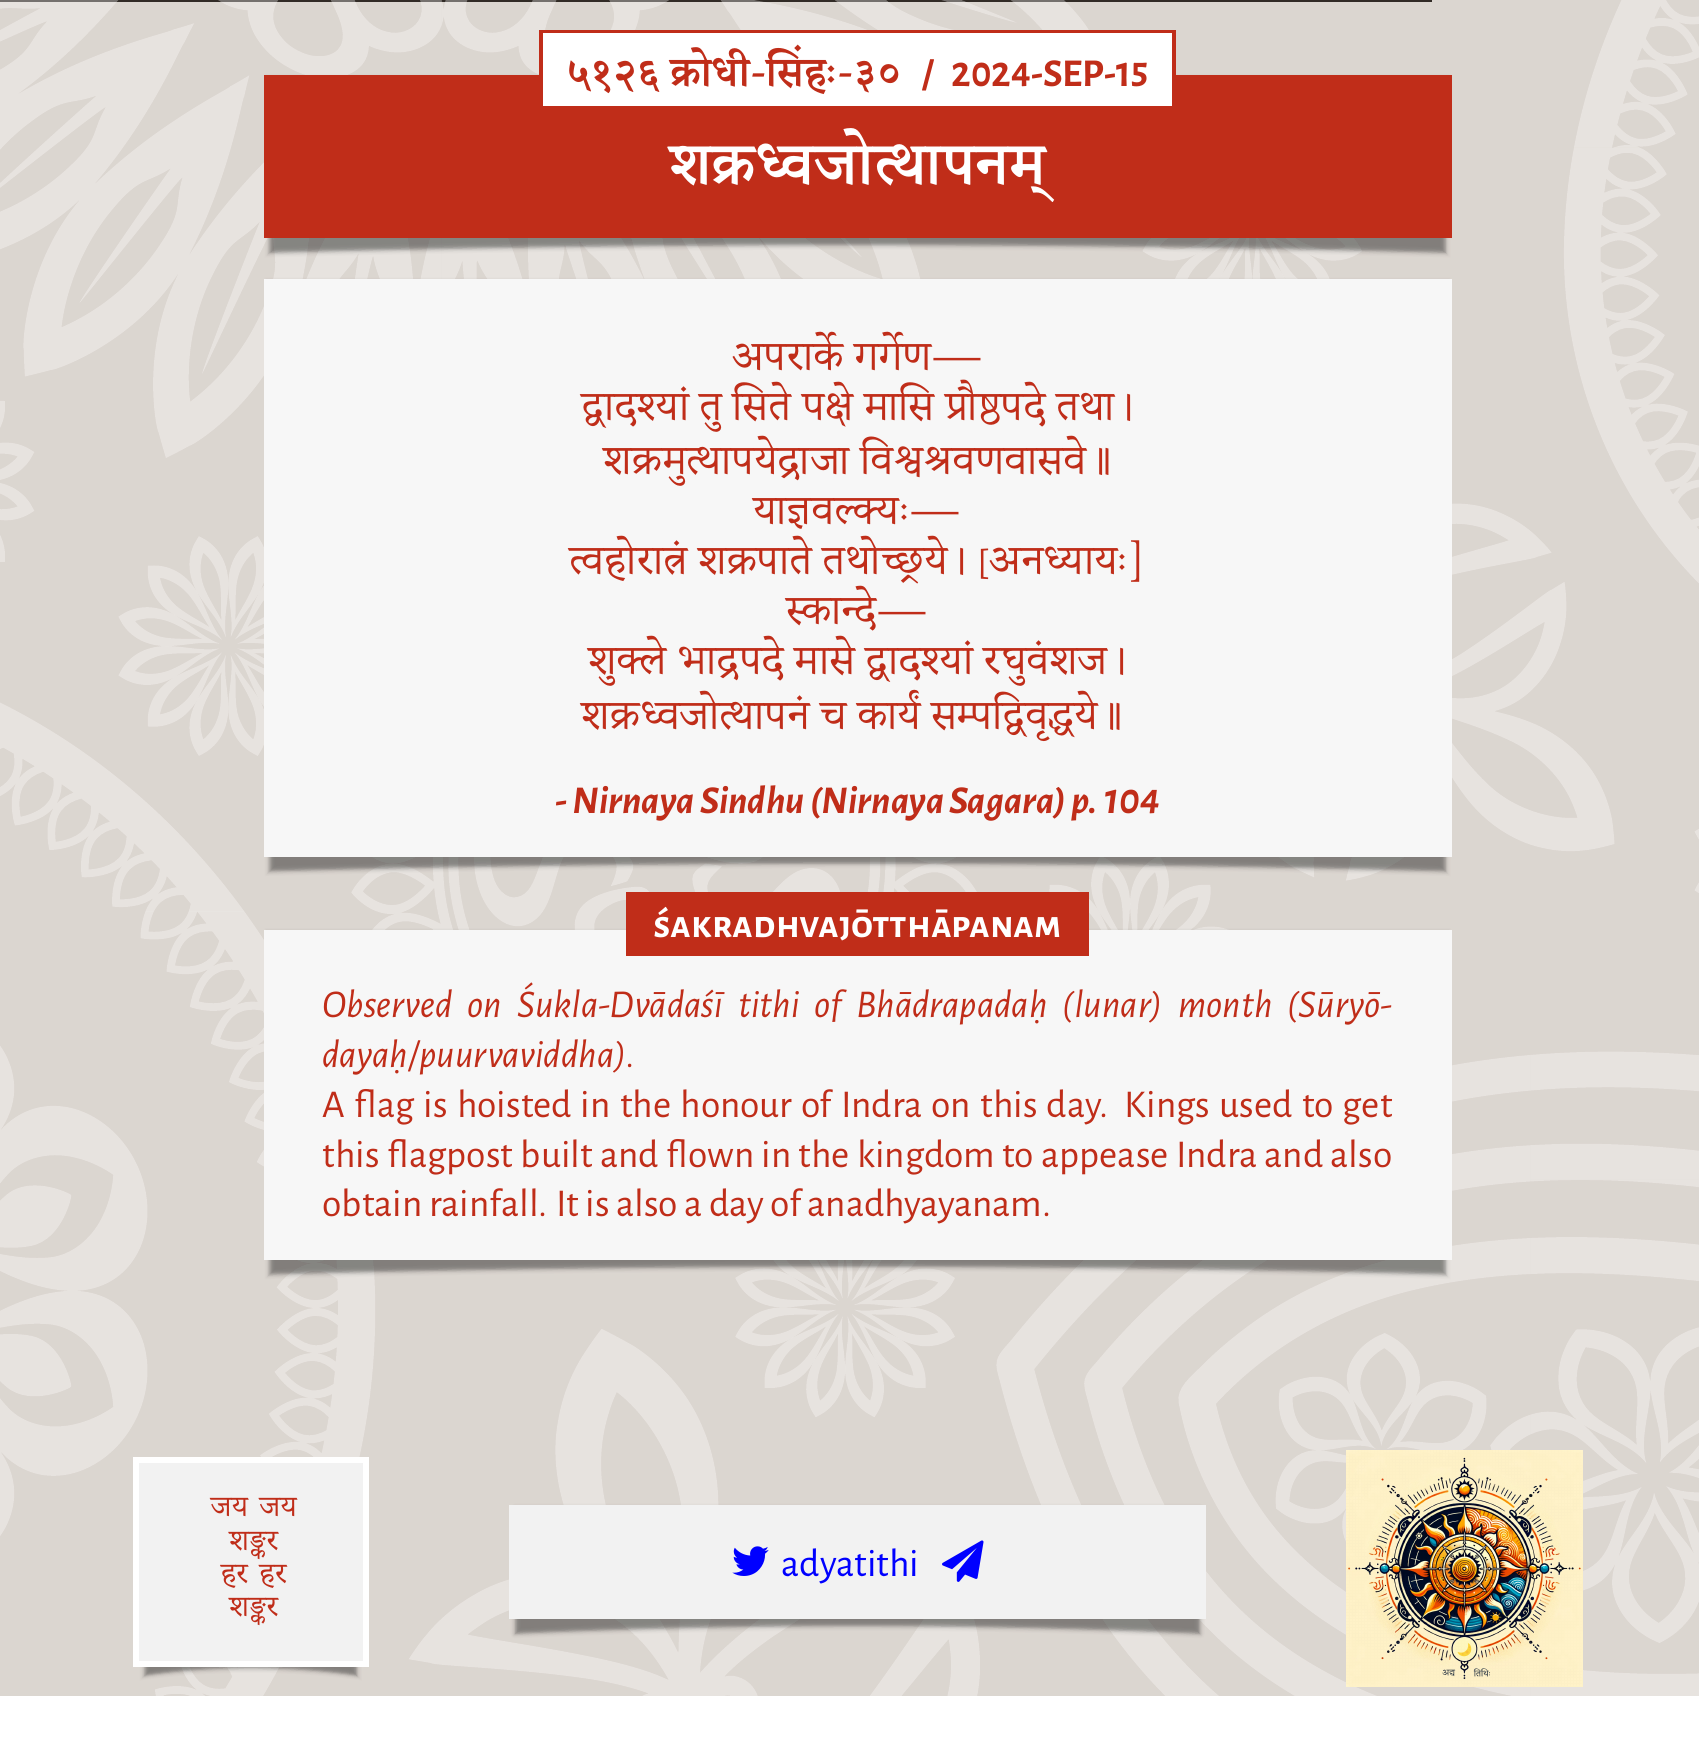 ५१२६ क्रोधी-सिंहः-३० / 2024-SEP-15
शक्रध्वजोत्थापनम्
अपरार्के गर्गेण—
द्वादश्यां तु सिते पक्षे मासि प्रौष्ठपदे तथा।
शक्रमुत्थापयेद्राजा विश्वश्रवणवासवे॥
याज्ञवल्क्यः—
त्वहोरात्रं शक्रपाते तथोच्छ्रये। [अनध्यायः]
स्कान्दे—
शुक्ले भाद्रपदे मासे द्वादश्यां रघुवंशज।
शक्रध्वजोत्थापनं च कार्यं सम्पद्विवृद्धये॥
- Nirnaya Sindhu (Nirnaya Sagara) p. 104
ŚAKRADHVAJŌTTHĀPANAM
Observed on Śukla-Dvādaśī tithi of Bhādrapadaḥ (lunar) month (Sūryō-
dayaḥ/puurvaviddha).
A flag is hoisted in the honour of Indra on this day. Kings used to get
this flagpost built and flown in the kingdom to appease Indra and also
obtain rainfall. It is also a day of anadhyayanam.
जय जय
शङ्कर
हर हर
शङ्कर
adyatithi
अद्य तिथिः